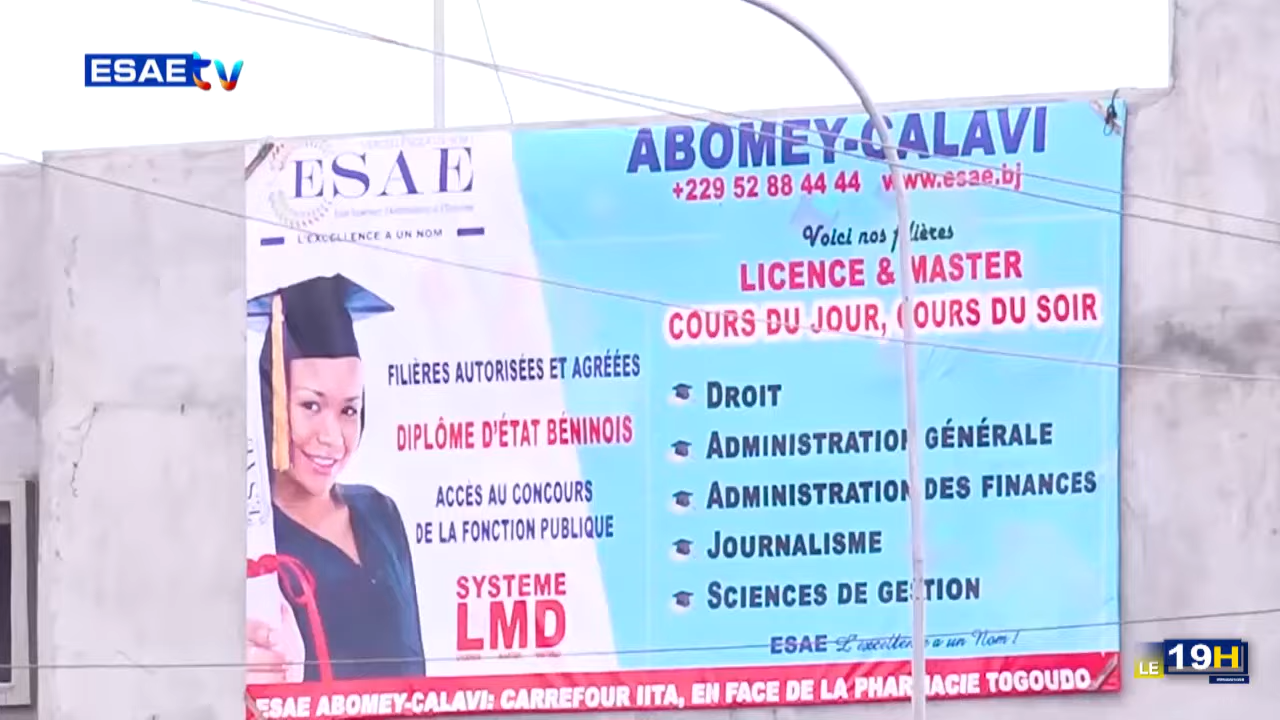 ESAE tv
ESAE
L'EXCELLENCE A UN NOM
ABOMEY-CALAVI
+229 52 88 44 44 www.esae.bj
Voici nos filières
LICENCE & MASTER
COURS DU JOUR, COURS DU SOIR
FILIÈRES AUTORISÉES ET AGRÉÉES
DIPLÔME D'ÉTAT BÉNINOIS
ACCÈS AU CONCOURS
DE LA FONCTION PUBLIQUE
SYSTEME
LMD
DROIT
ADMINISTRATION GÉNÉRALE
ADMINISTRATION DES FINANCES
JOURNALISME
SCIENCES DE GESTION
ESAE L'excellence a un Nom !
ESAE ABOMEY-CALAVI: CARREFOUR IITA, EN FACE DE LA PHARMACIE TOGOUDO
LE 19H